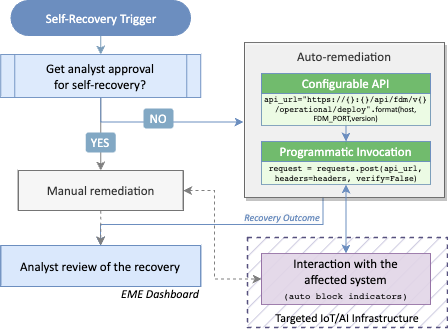 Self-Recovery Trigger
Get analyst approval
for self-recovery?
NO
YES
Manual remediation
Analyst review of the recovery
EME Dashboard
Auto-remediation
Configurable API
api_url="https://{}:{}/api/fdm/v{}
/operational/deploy".format(host,
FDM_PORT,version)
Programmatic Invocation
request = requests.post(api_url,
headers=headers, verify=False)
Recovery Outcome
Interaction with the
affected system
(auto block indicators)
Targeted IoT/AI Infrastructure